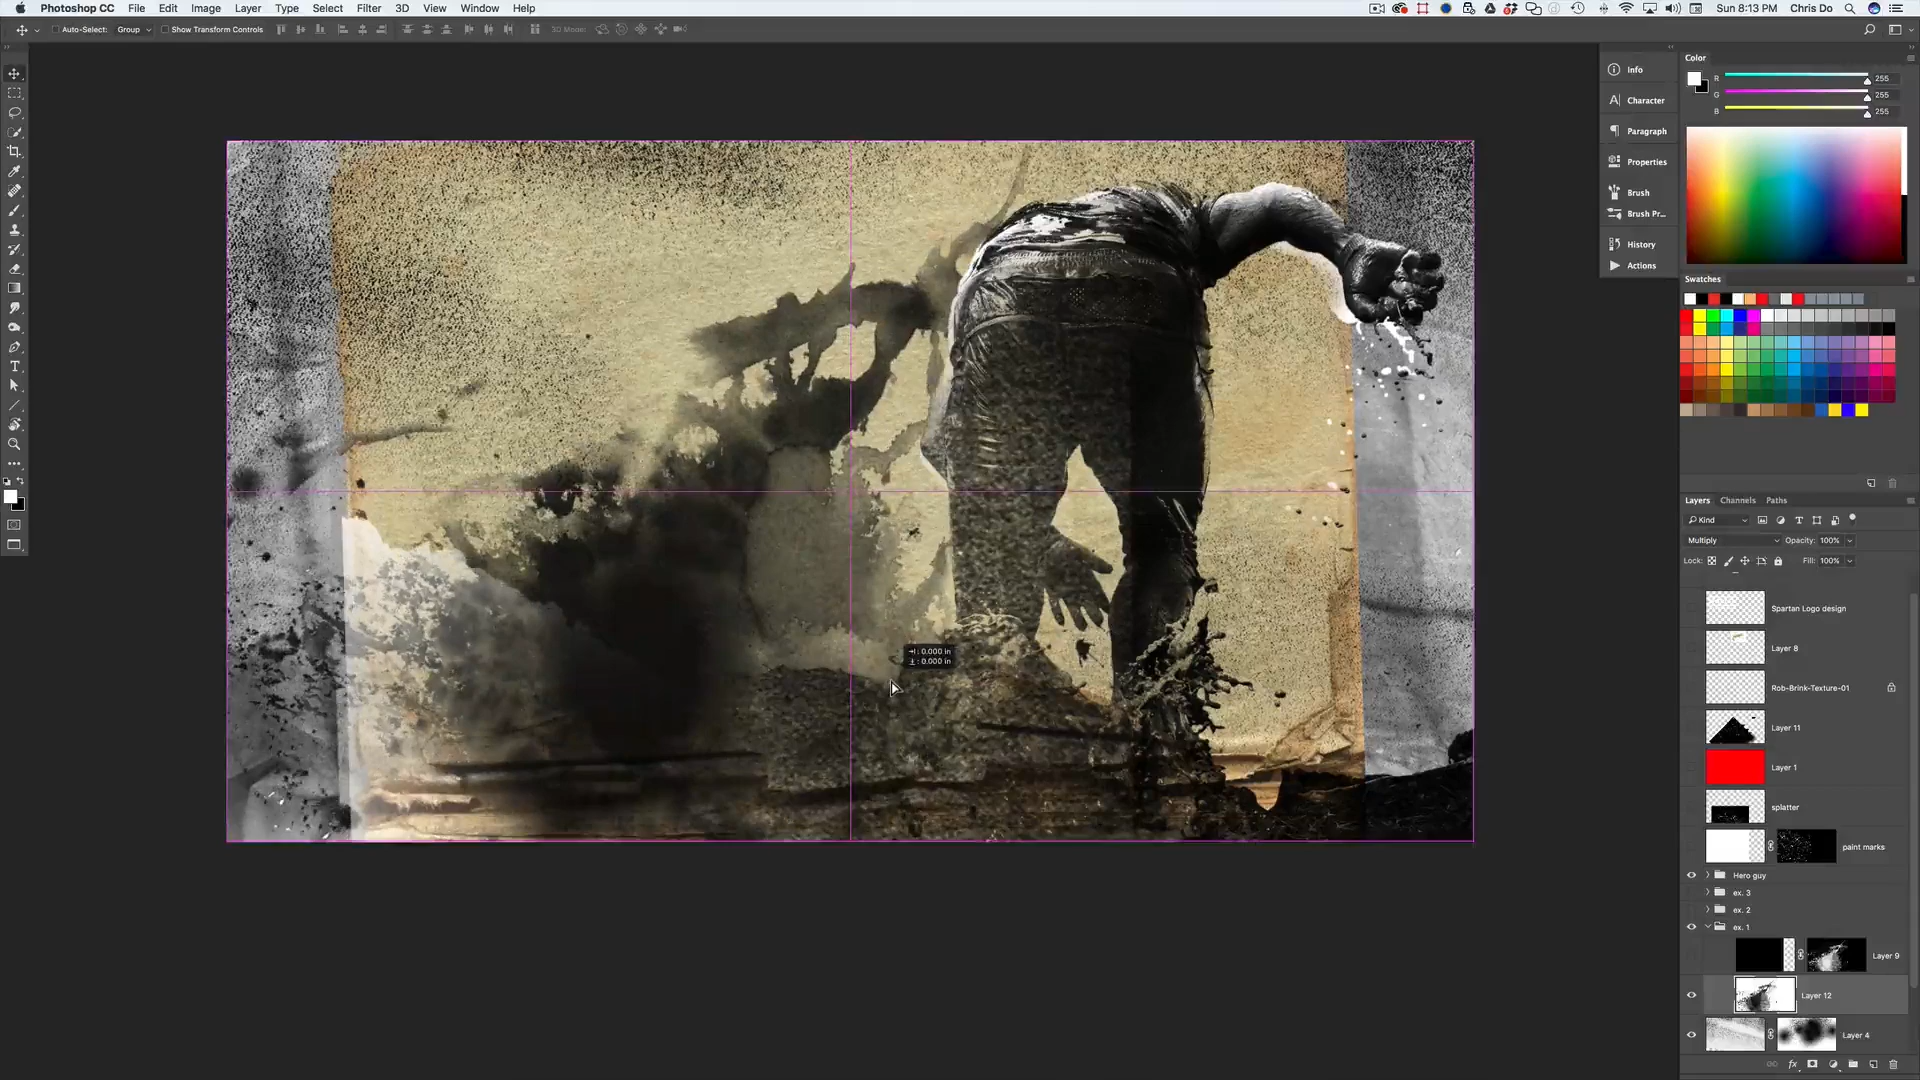 Photoshop CC File Edit Image Layer Type Select Filter 3D View Window Help
Sun 8:13 PM Chris Do
Auto-Select: Group Show Transform Controls 3D Mode:
Info
Character
Paragraph
Properties
Brush
Brush Pr...
History
Actions
Color
R 255
G 255
B 255
Swatches
Layers Channels Paths
Kind
Multiply Opacity: 100%
Lock: Fill: 100%
Spartan Logo design
Layer 8
Rob-Brink-Texture-01
Layer 11
Layer 1
splatter
paint marks
Hero guy
ex. 3
ex. 2
ex. 1
Layer 9
Layer 12
Layer 4
fx
: 0.000 in
: 0.000 in